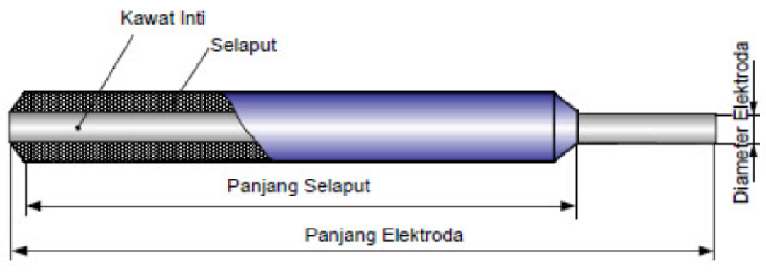 Kawat Inti
Selaput
Diameter Elektroda
Panjang Selaput
Panjang Elektroda